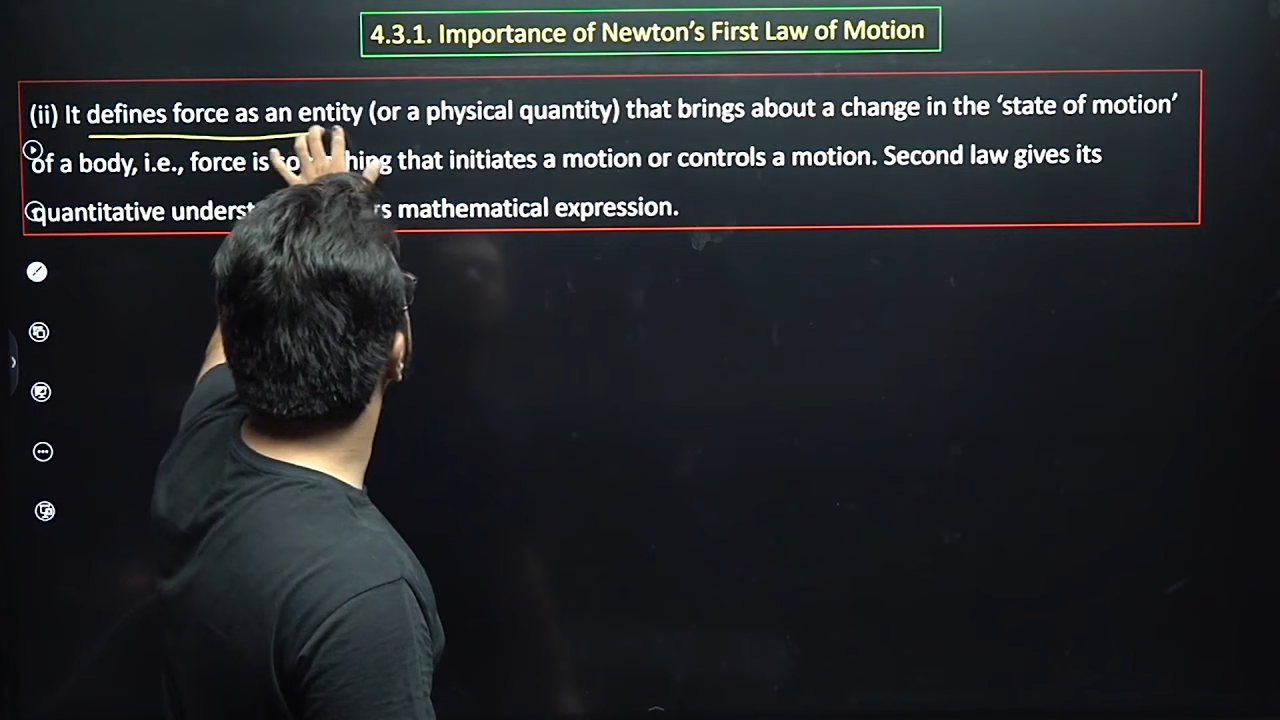 4.3.1. Importance of Newton's First Law of Motion
(ii) It defines force as an entity (or a physical quantity) that brings about a change in the 'state of motion'
of a body, i.e., force is that initiates a motion or controls a motion. Second law gives its
quantitative mathematical expression.